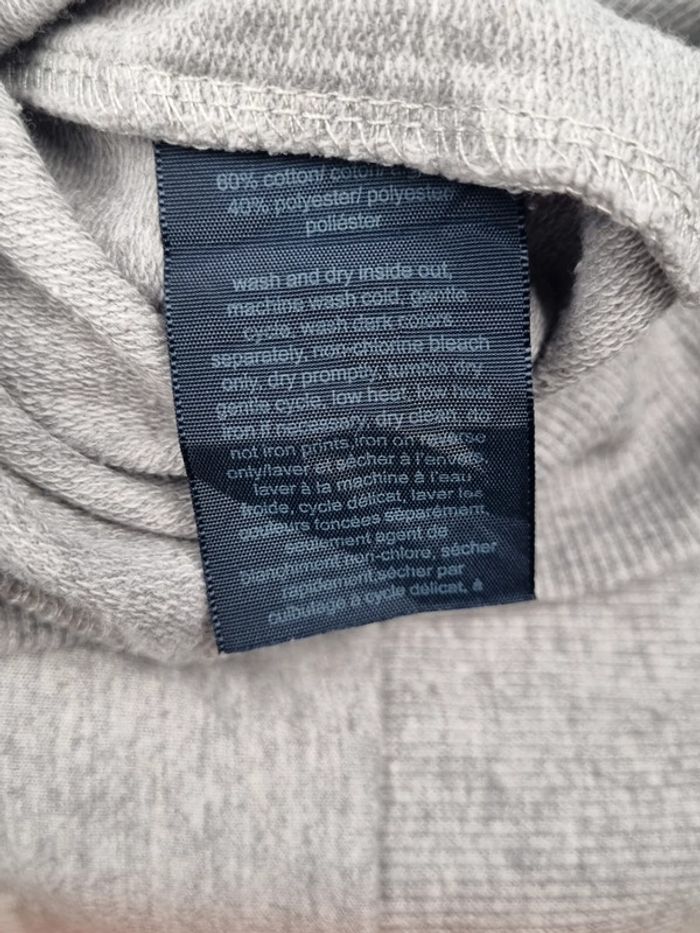 60% cotton/ coton/
40% polyester/ polyester/
poliéster
wash and dry inside out,
machine wash cold, gentle
cycle, wash dark colors
separately, non-chlorine bleach
only, dry promptly, tumble dry
gentle cycle, low heat, low heat
iron if necessary, dry clean, do
not iron prints, iron on reverse
only/laver et sécher à l'envers
laver à la machine à l'eau
froide, cycle délicat, laver les
couleurs foncées séparément,
seulement agent de
blanchiment non-chlore, sécher
rapidement,sécher par
culbutage à cycle délicat, à